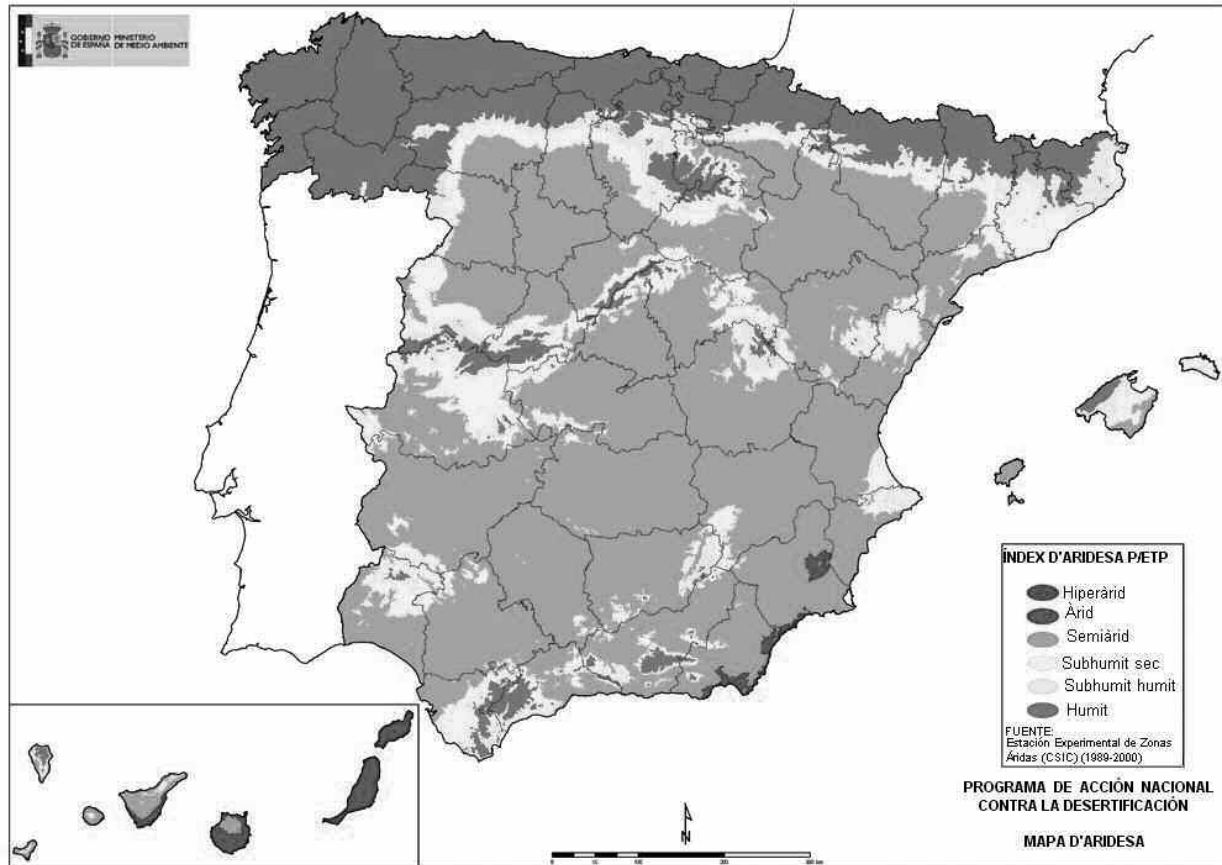 GOBIERNO MINISTERIO
DE ESPAÑA DE MEDIO AMBIENTE
ÍNDEX D'ARIDESA P/ETP
Hiperàrid
Àrid
Semiàrid
Subhumit sec
Subhumit humit
Humit
FUENTE:
Estación Experimental de Zonas
Áridas (CSIC) (1989-2000)
PROGRAMA DE ACCIÓN NACIONAL
CONTRA LA DESERTIFICACIÓN
MAPA D'ARIDESA
N